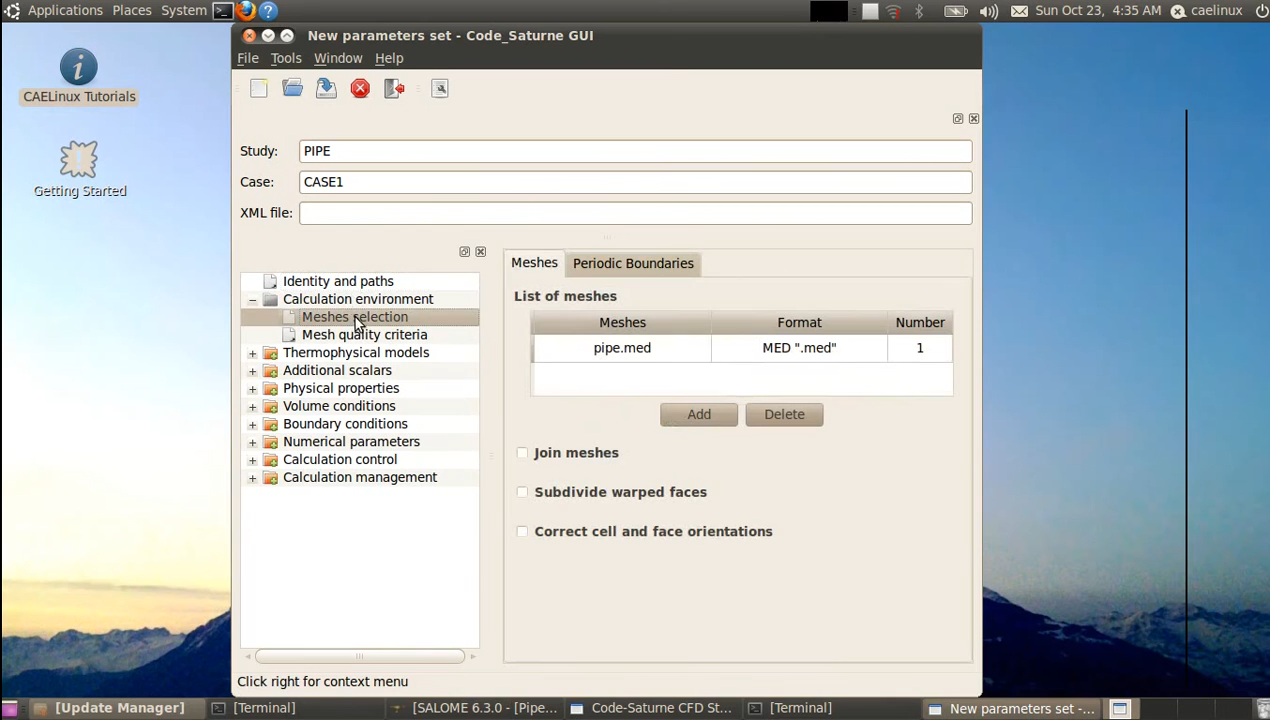 Applications Places System Sun Oct 23, 4:35 AM caelinux
CAELinux Tutorials
Getting Started
New parameters set - Code_Saturne GUI
File Tools Window Help
Study: PIPE
Case: CASE1
XML file:
Identity and paths
Calculation environment
Meshes selection
Mesh quality criteria
Thermophysical models
Additional scalars
Physical properties
Volume conditions
Boundary conditions
Numerical parameters
Calculation control
Calculation management
Meshes Periodic Boundaries
List of meshes
Meshes Format Number
pipe.med MED ".med" 1
Add Delete
Join meshes
Subdivide warped faces
Correct cell and face orientations
Click right for context menu
[Update Manager] [Terminal] [SALOME 6.3.0 - [Pipe... Code-Saturne CFD St... [Terminal] New parameters set -...